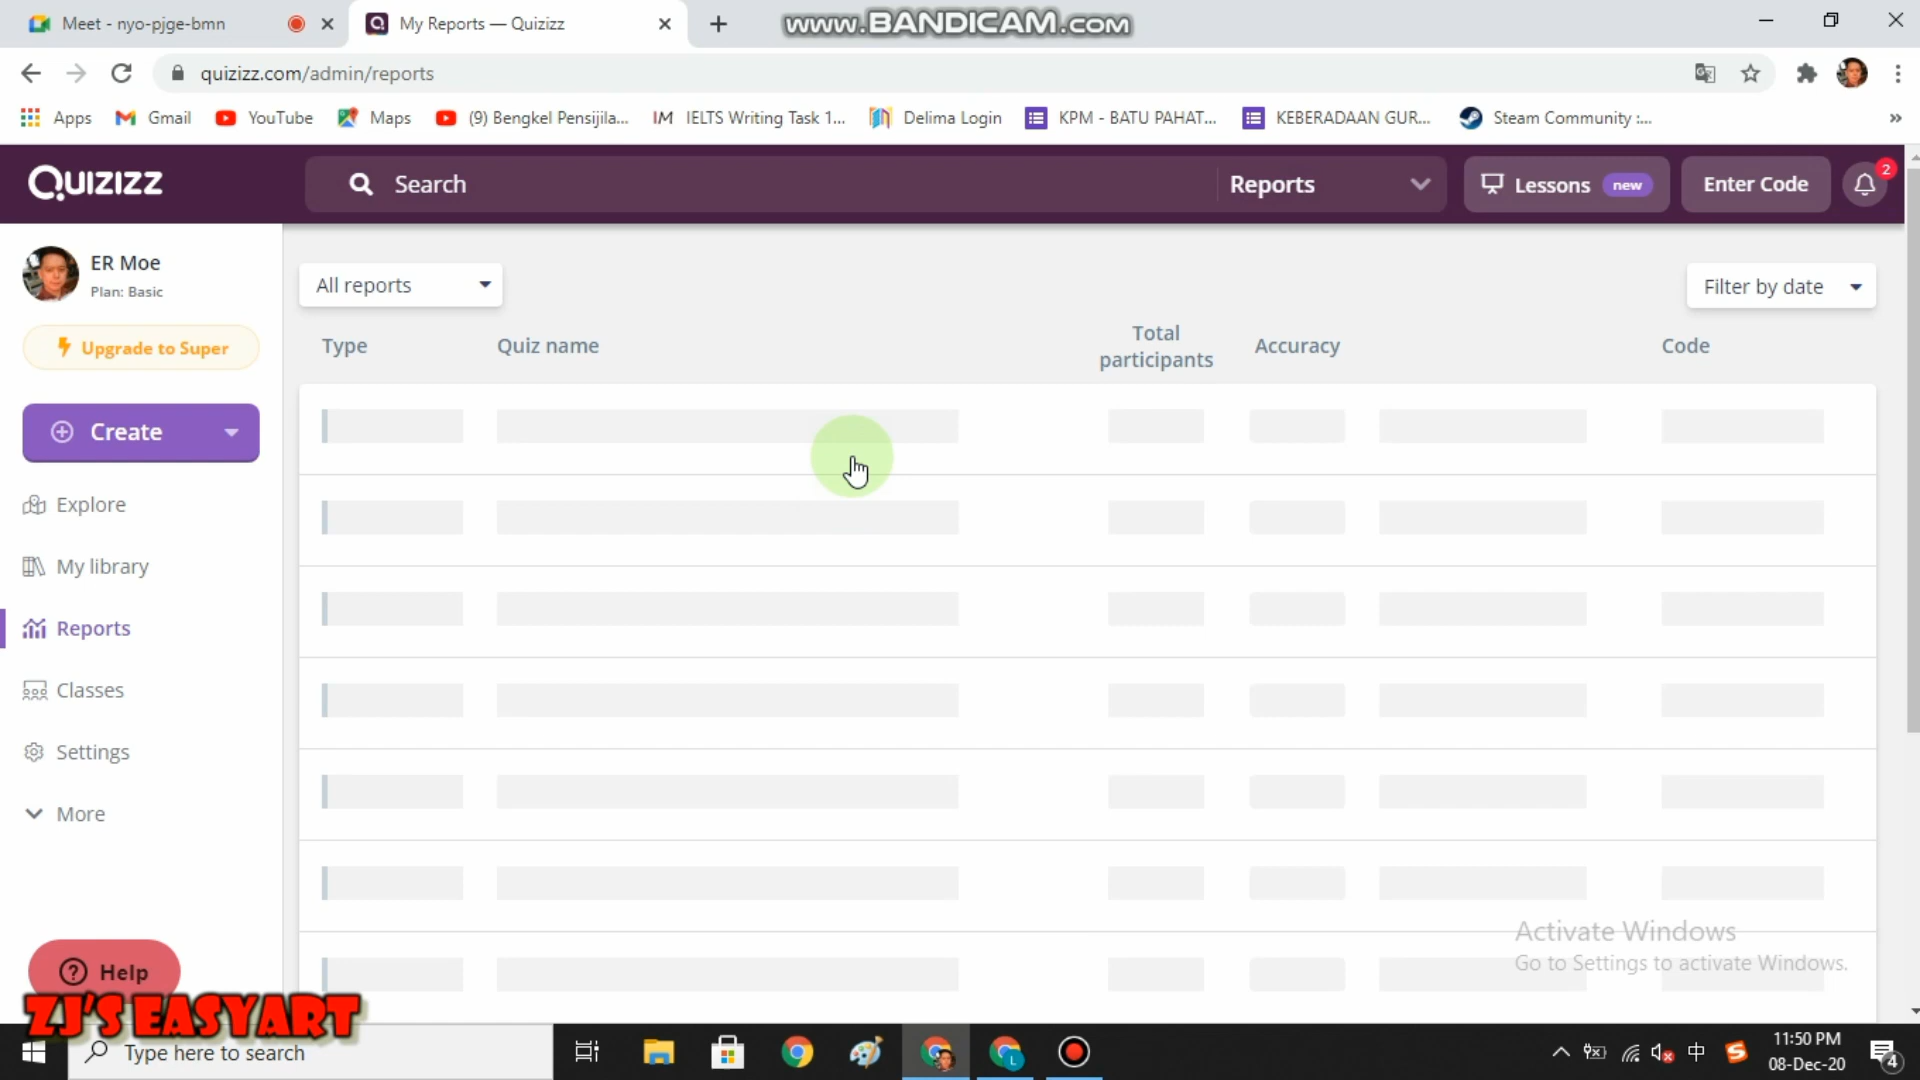 Meet - nyo-pjge-bmn
My Reports — Quizizz
www.BANDICAM.com
quizizz.com/admin/reports
Apps
Gmail
YouTube
Maps
(9) Bengkel Pensijila...
IM
IELTS Writing Task 1...
Delima Login
KPM - BATU PAHAT...
KEBERADAAN GUR...
Steam Community :...
»
QUIZIZZ
Search
Reports
Lessons
new
Enter Code
2
ER Moe
Plan: Basic
Upgrade to Super
Create
Explore
My library
Reports
Classes
Settings
More
Help
All reports
Filter by date
Type
Quiz name
Total participants
Accuracy
Code
Activate Windows
Go to Settings to activate Windows.
ZJ'S EASYART
Type here to search
L
中
S
11:50 PM
08-Dec-20
4